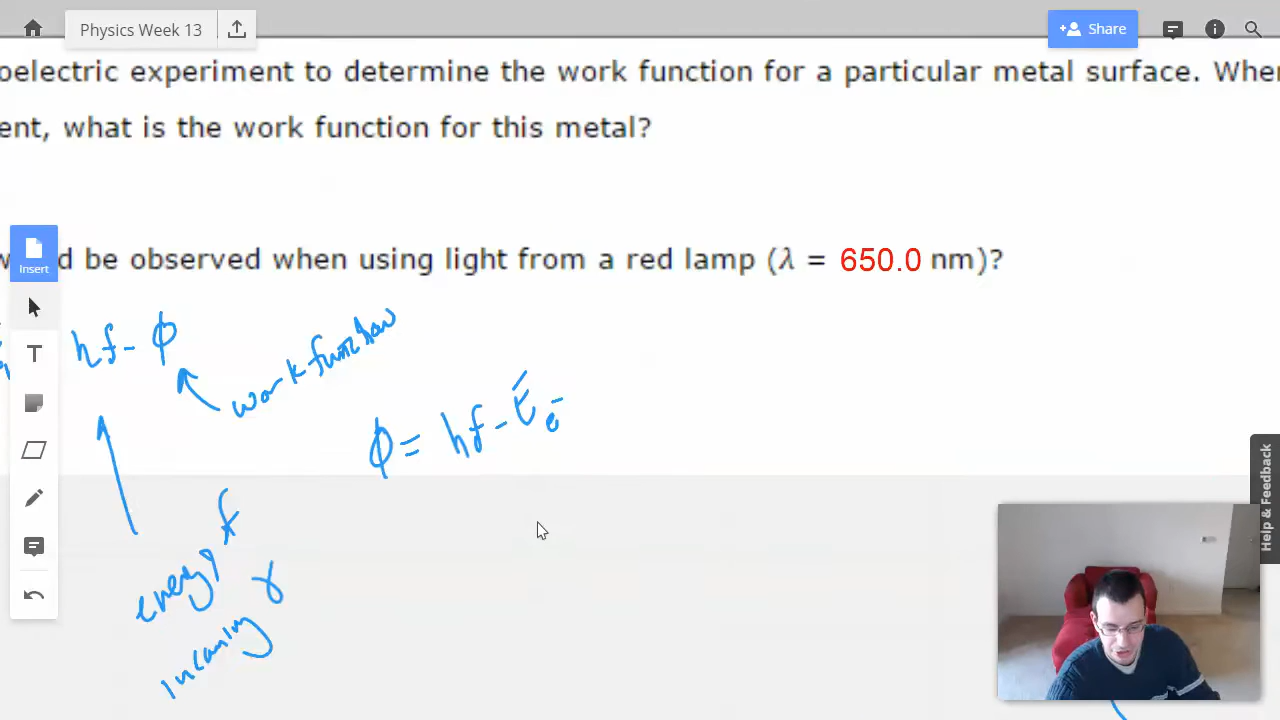 Physics Week 13
Share
oelectric experiment to determine the work function for a particular metal surface. When
ent, what is the work function for this metal?
Insert
d be observed when using light from a red lamp (λ = 650.0 nm)?
hf - ϕ
work function
T
ϕ = hf - E e-
energy of
incoming γ
Help & Feedback